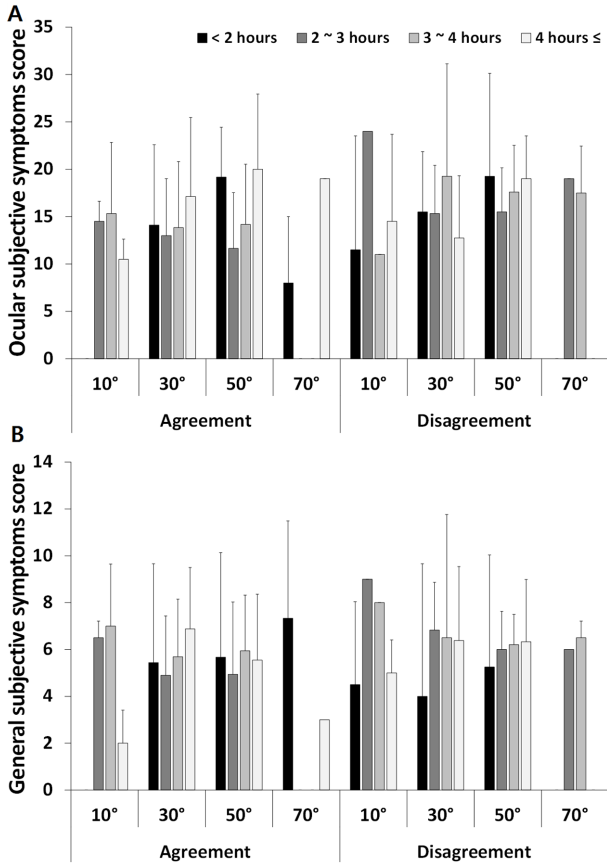 A
Ocular subjective symptoms score
35
30
25
20
15
10
5
0
< 2 hours 2 ~ 3 hours 3 ~ 4 hours 4 hours ≤
10° 30° 50° 70° 10° 30° 50° 70°
Agreement Disagreement
B
General subjective symptoms score
14
12
10
8
6
4
2
0
10° 30° 50° 70° 10° 30° 50° 70°
Agreement Disagreement